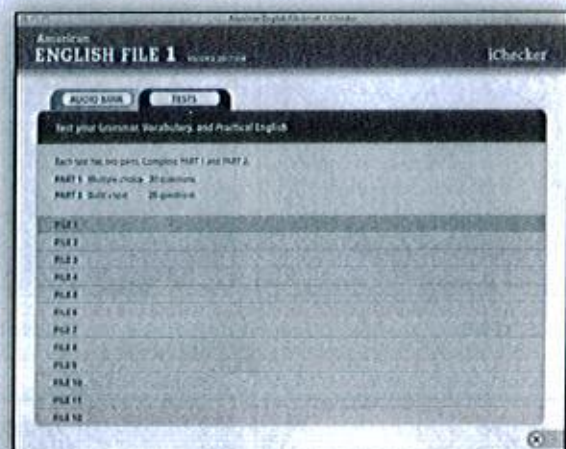 American
ENGLISH FILE 1 SECOND EDITION
iChecker
AUDIO BANK
TESTS
Test your Grammar, Vocabulary, and Practical English
Each test has two parts. Complete PART 1 and PART 2.
PART 1 Multiple choice 30 questions
PART 2 20 questions
FILE 1
FILE 2
FILE 3
FILE 4
FILE 5
FILE 6
FILE 7
FILE 8
FILE 9
FILE 10
FILE 11
FILE 12